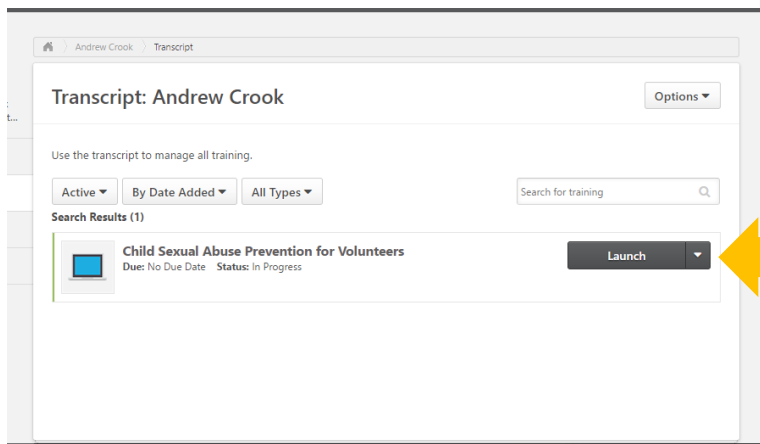 Andrew Crook Transcript
Transcript: Andrew Crook
Options
t...
Use the transcript to manage all training.
Active By Date Added All Types Search for training
Search Results (1)
Child Sexual Abuse Prevention for Volunteers
Due: No Due Date Status: In Progress
Launch